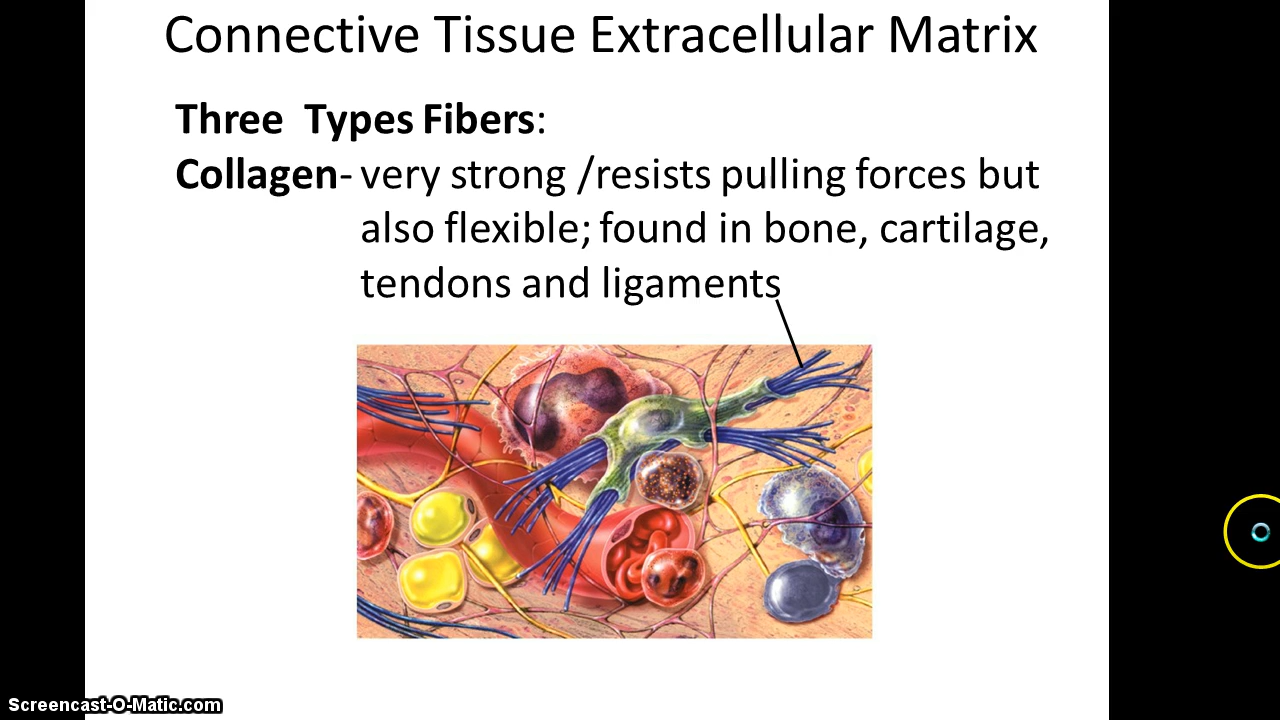 Connective Tissue Extracellular Matrix
Three Types Fibers:
Collagen- very strong /resists pulling forces but
also flexible; found in bone, cartilage,
tendons and ligaments
Screencast-O-Matic.com